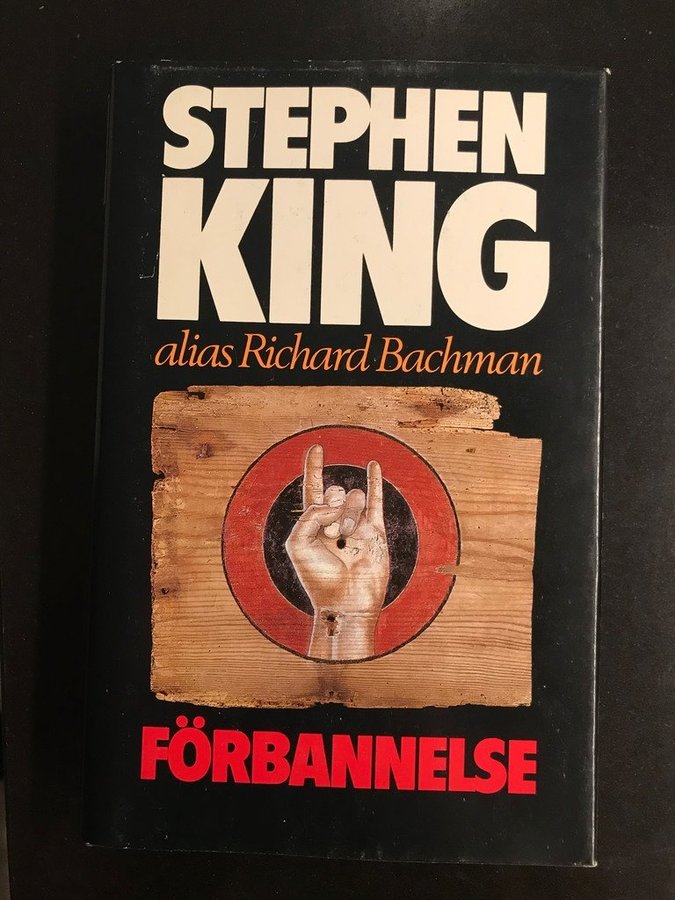 STEPHEN
KING
alias Richard Bachman
FÖRBANNELSE